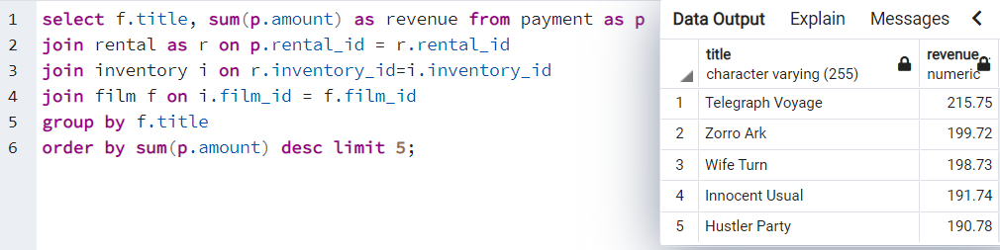 1 select f.title, sum(p.amount) as revenue from payment as p
2 join rental as r on p.rental_id = r.rental_id
3 join inventory i on r.inventory_id=i.inventory_id
4 join film f on i.film_id = f.film_id
5 group by f.title
6 order by sum(p.amount) desc limit 5;
Data Output Explain Messages
title revenue
character varying (255) numeric
1 Telegraph Voyage 215.75
2 Zorro Ark 199.72
3 Wife Turn 198.73
4 Innocent Usual 191.74
5 Hustler Party 190.78